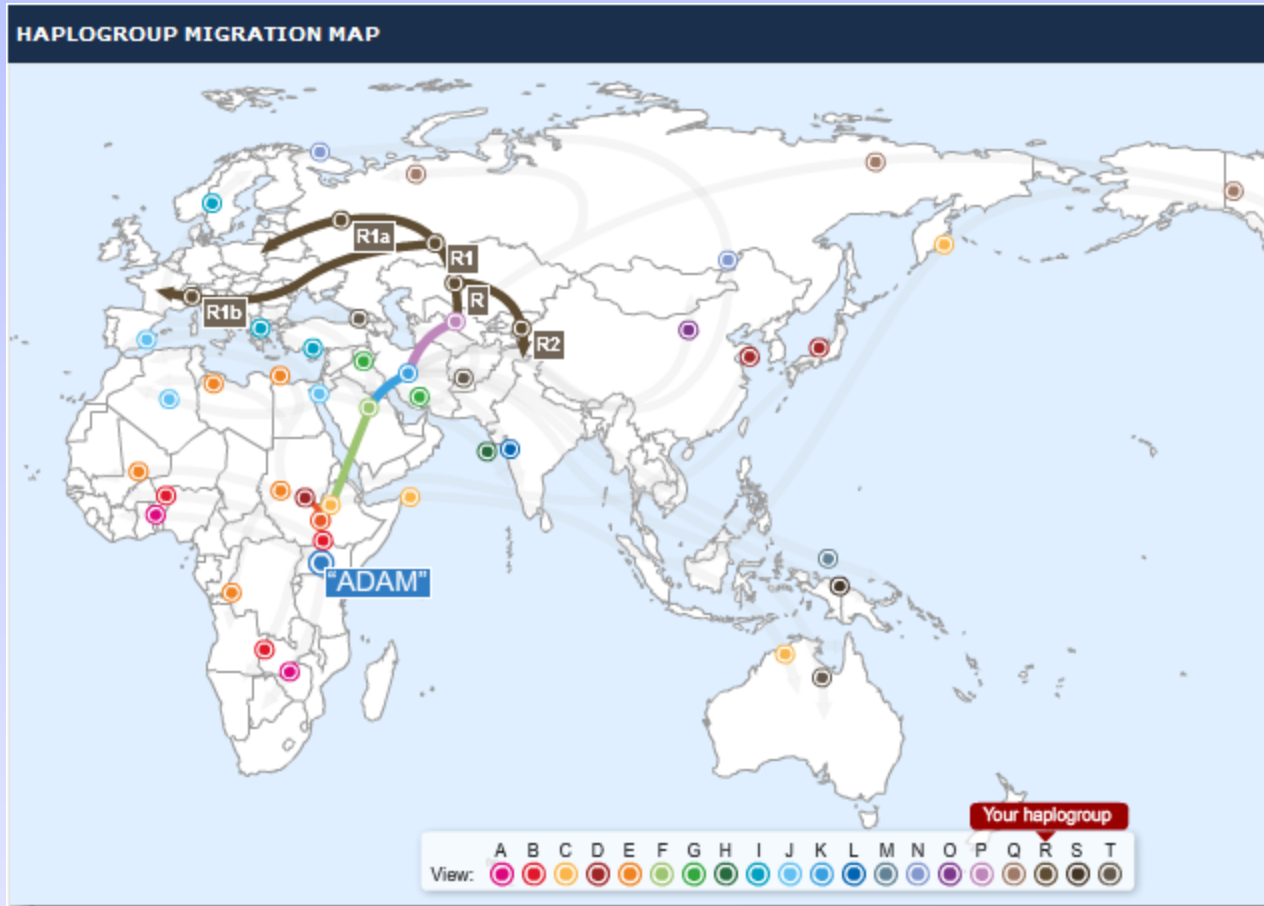 HAPLOGROUP MIGRATION MAP
R1a
R1
R
R1b
R2
"ADAM"
Your haplogroup
A B C D E F G H I J K L M N O P Q R S T
View: